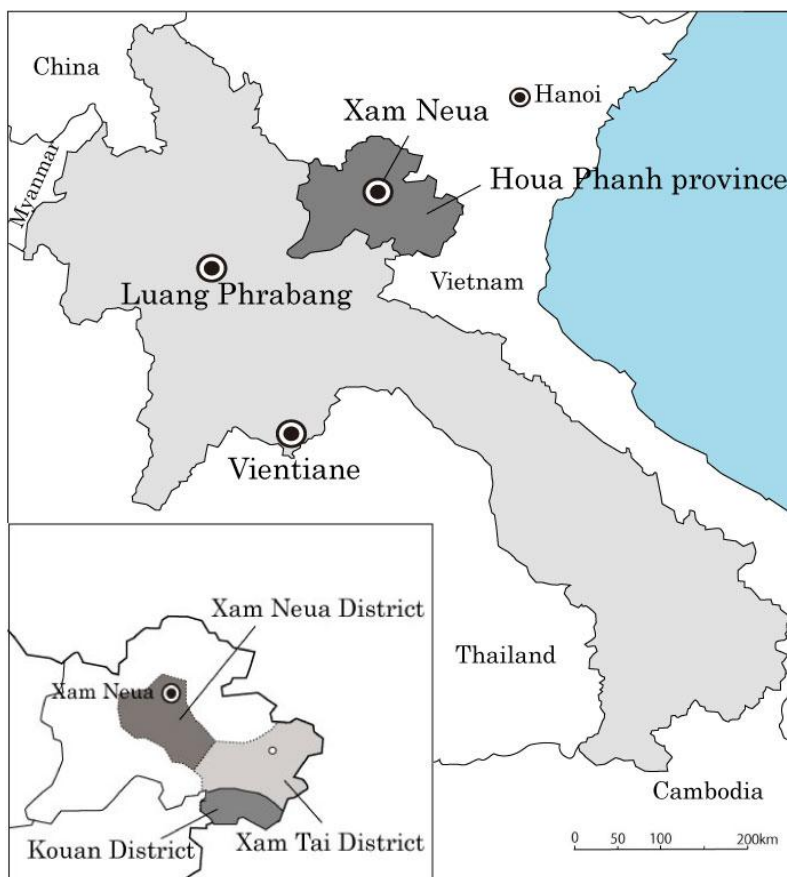 China
Hanoi
Xam Neua
Myanmar
Houa Phanh province
Vietnam
Luang Phrabang
Vientiane
Xam Neua District
Thailand
Xam Neua
Cambodia
Kouan District
Xam Tai District
0 50 100 200km